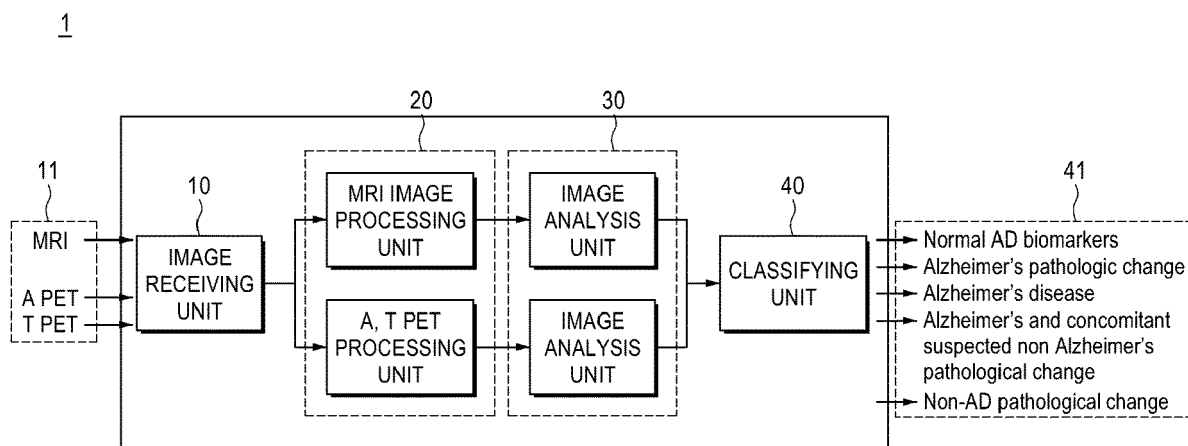 1
20
30
11
10
40
41
MRI
A PET
T PET
IMAGE
RECEIVING
UNIT
MRI IMAGE
PROCESSING
UNIT
A, T PET
PROCESSING
UNIT
IMAGE
ANALYSIS
UNIT
IMAGE
ANALYSIS
UNIT
CLASSIFYING
UNIT
Normal AD biomarkers
Alzheimer's pathologic change
Alzheimer's disease
Alzheimer's and concomitant
suspected non Alzheimer's
pathological change
Non-AD pathological change